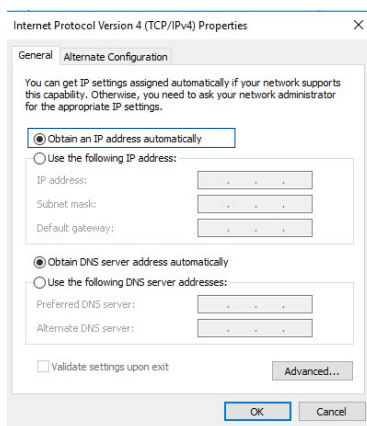 Internet Protocol Version 4 (TCP/IPv4) Properties
General Alternate Configuration
You can get IP settings assigned automatically if your network supports
this capability. Otherwise, you need to ask your network administrator
for the appropriate IP settings.
Obtain an IP address automatically
Use the following IP address:
IP address:
Subnet mask:
Default gateway:
Obtain DNS server address automatically
Use the following DNS server addresses:
Preferred DNS server:
Alternate DNS server:
Validate settings upon exit
Advanced...
OK Cancel